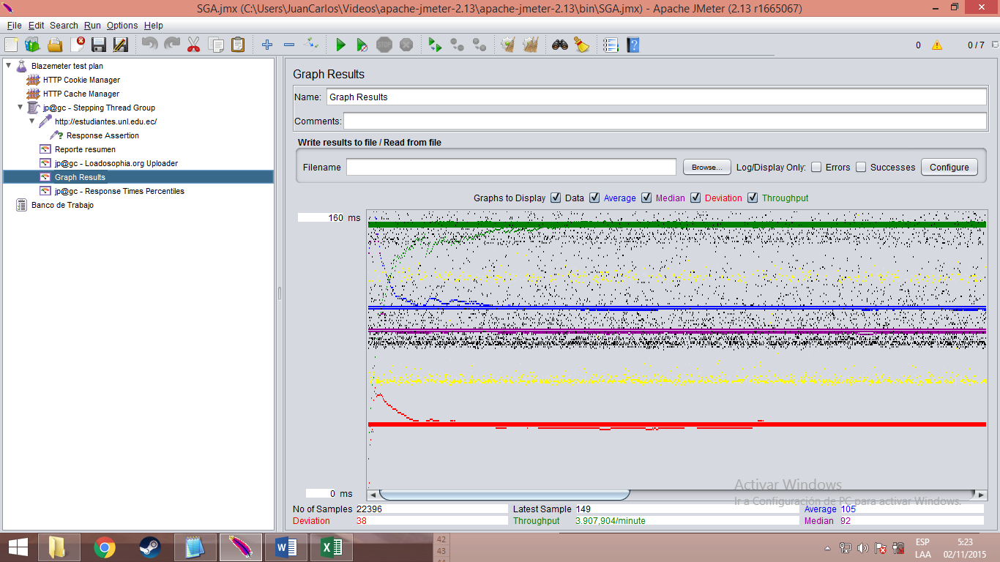 SGA.jmx (C:\Users\JuanCarlos\Videos\apache-jmeter-2.13\apache-jmeter-2.13\bin\SGA.jmx) - Apache JMeter (2.13 r1665067)
File Edit Search Run Options Help
STOP
0 0 / 7
Blazemeter test plan
HTTP Cookie Manager
HTTP Cache Manager
jp@gc - Stepping Thread Group
http://estudiantes.unl.edu.ec/
Response Assertion
Reporte resumen
jp@gc - Loadosophia.org Uploader
Graph Results
jp@gc - Response Times Percentiles
Banco de Trabajo
Graph Results
Name: Graph Results
Comments:
Write results to file / Read from file
Filename Browse... Log/Display Only: Errors Successes Configure
Graphs to Display Data Average Median Deviation Throughput
160 ms
0 ms
Activar Windows
Ir a Configuración de PC para activar Windows.
No of Samples 22396 Latest Sample 149 Average 105
Deviation 38 Throughput 3.907,904/minute Median 92
42
43
ESP
LAA
5:23
02/11/2015